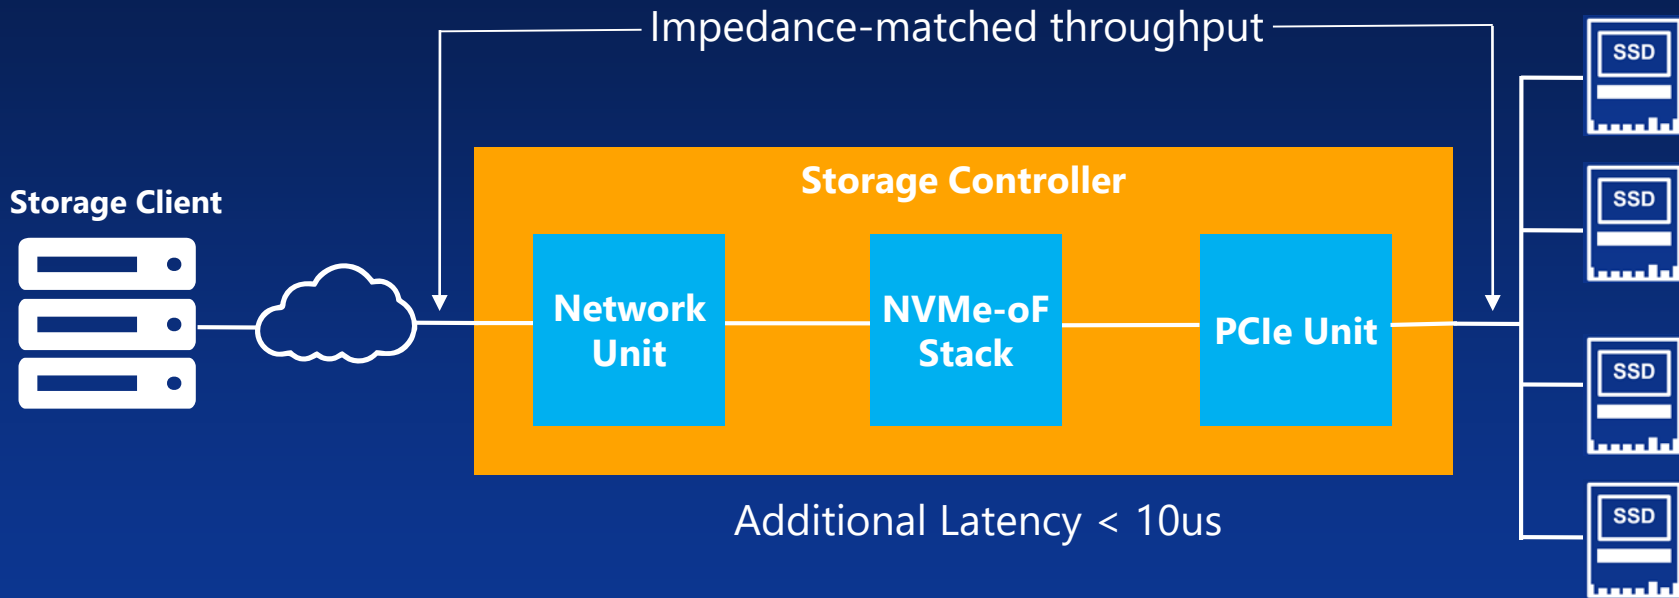 Impedance-matched throughput
SSD
Storage Controller
Storage Client
SSD
Network
Unit
NVMe-oF
Stack
PCIe Unit
SSD
Additional Latency < 10us
SSD